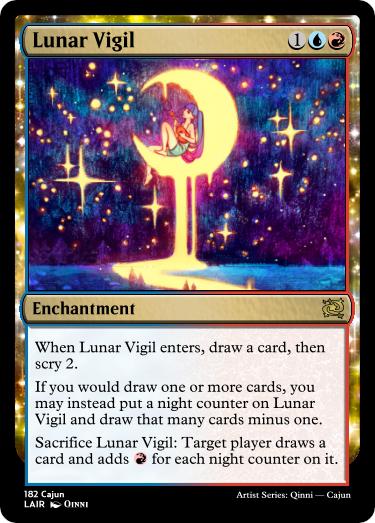 Lunar Vigil 1
Enchantment
When Lunar Vigil enters, draw a card, then
scry 2.
If you would draw one or more cards, you
may instead put a night counter on Lunar
Vigil and draw that many cards minus one.
Sacrifice Lunar Vigil: Target player draws a
card and adds for each night counter on it.
182 Cajun
LAIR Qinni
Artist Series: Qinni — Cajun